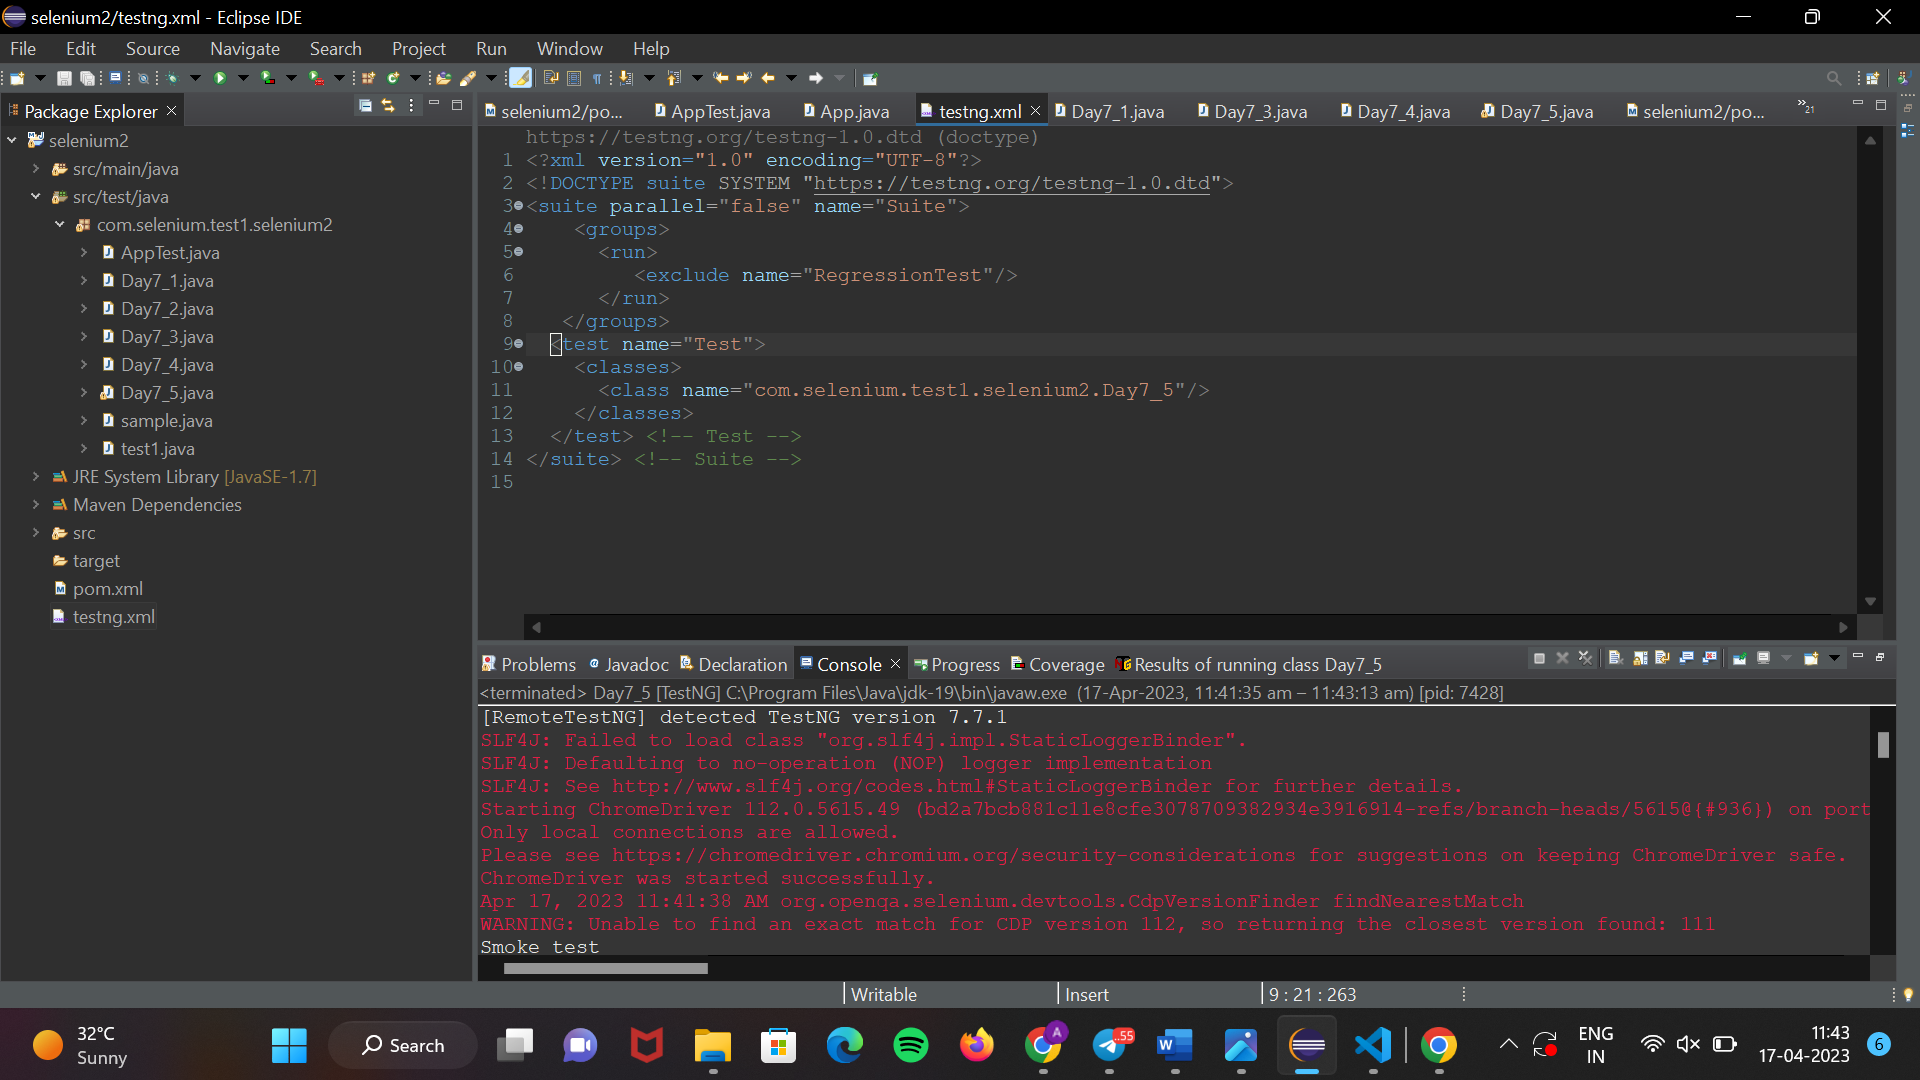 selenium2/testng.xml - Eclipse IDE
File Edit Source Navigate Search Project Run Window Help
Package Explorer
selenium2/po... AppTest.java App.java testng.xml Day7_1.java Day7_3.java Day7_4.java Day7_5.java selenium2/po... »21
selenium2
src/main/java
src/test/java
com.selenium.test1.selenium2
AppTest.java
Day7_1.java
Day7_2.java
Day7_3.java
Day7_4.java
Day7_5.java
sample.java
test1.java
JRE System Library [JavaSE-1.7]
Maven Dependencies
src
target
pom.xml
testng.xml
https://testng.org/testng-1.0.dtd (doctype)
1 <?xml version="1.0" encoding="UTF-8"?>
2 <!DOCTYPE suite SYSTEM "https://testng.org/testng-1.0.dtd">
3 <suite parallel="false" name="Suite">
4 <groups>
5 <run>
6 <exclude name="RegressionTest"/>
7 </run>
8 </groups>
9 <test name="Test">
10 <classes>
11 <class name="com.selenium.test1.selenium2.Day7_5"/>
12 </classes>
13 </test> <!-- Test -->
14 </suite> <!-- Suite -->
15
Problems Javadoc Declaration Console Progress Coverage Results of running class Day7_5
<terminated> Day7_5 [TestNG] C:\Program Files\Java\jdk-19\bin\javaw.exe (17-Apr-2023, 11:41:35 am – 11:43:13 am) [pid: 7428]
[RemoteTestNG] detected TestNG version 7.7.1
SLF4J: Failed to load class "org.slf4j.impl.StaticLoggerBinder".
SLF4J: Defaulting to no-operation (NOP) logger implementation
SLF4J: See http://www.slf4j.org/codes.html#StaticLoggerBinder for further details.
Starting ChromeDriver 112.0.5615.49 (bd2a7bcb881c11e8cfe3078709382934e3916914-refs/branch-heads/5615@{#936}) on port
Only local connections are allowed.
Please see https://chromedriver.chromium.org/security-considerations for suggestions on keeping ChromeDriver safe.
ChromeDriver was started successfully.
Apr 17, 2023 11:41:38 AM org.openqa.selenium.devtools.CdpVersionFinder findNearestMatch
WARNING: Unable to find an exact match for CDP version 112, so returning the closest version found: 111
Smoke test
Writable Insert 9 : 21 : 263
32°C
Sunny
Search
A
55
ENG
IN
11:43
17-04-2023
6